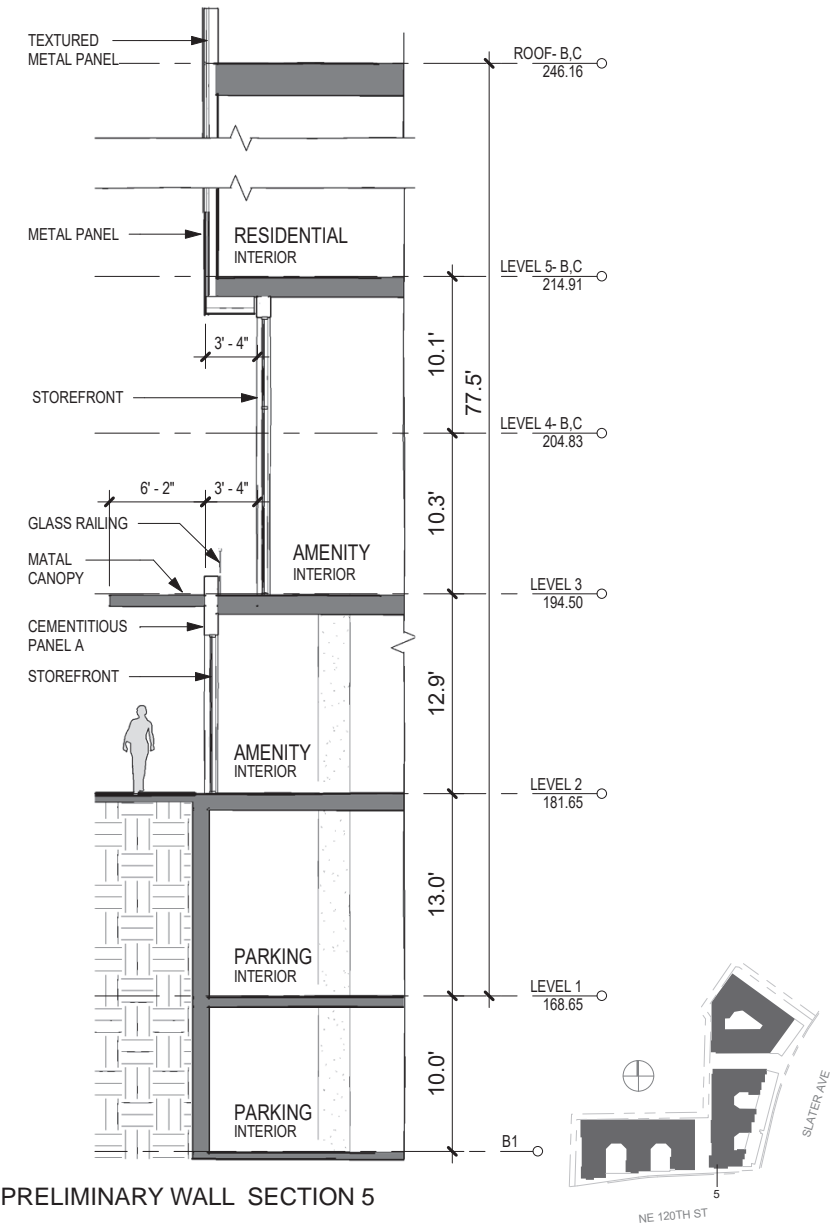 TEXTURED
METAL PANEL
ROOF- B,C
246.16
METAL PANEL
RESIDENTIAL
INTERIOR
LEVEL 5- B,C
214.91
3' - 4"
10.1'
77.5'
STOREFRONT
LEVEL 4- B,C
204.83
6' - 2"
3' - 4"
10.3'
GLASS RAILING
MATAL
CANOPY
AMENITY
INTERIOR
LEVEL 3
194.50
CEMENTITIOUS
PANEL A
STOREFRONT
12.9'
AMENITY
INTERIOR
LEVEL 2
181.65
13.0'
PARKING
INTERIOR
LEVEL 1
168.65
10.0'
PARKING
INTERIOR
B1
SLATER AVE
5
NE 120TH ST
PRELIMINARY WALL SECTION 5